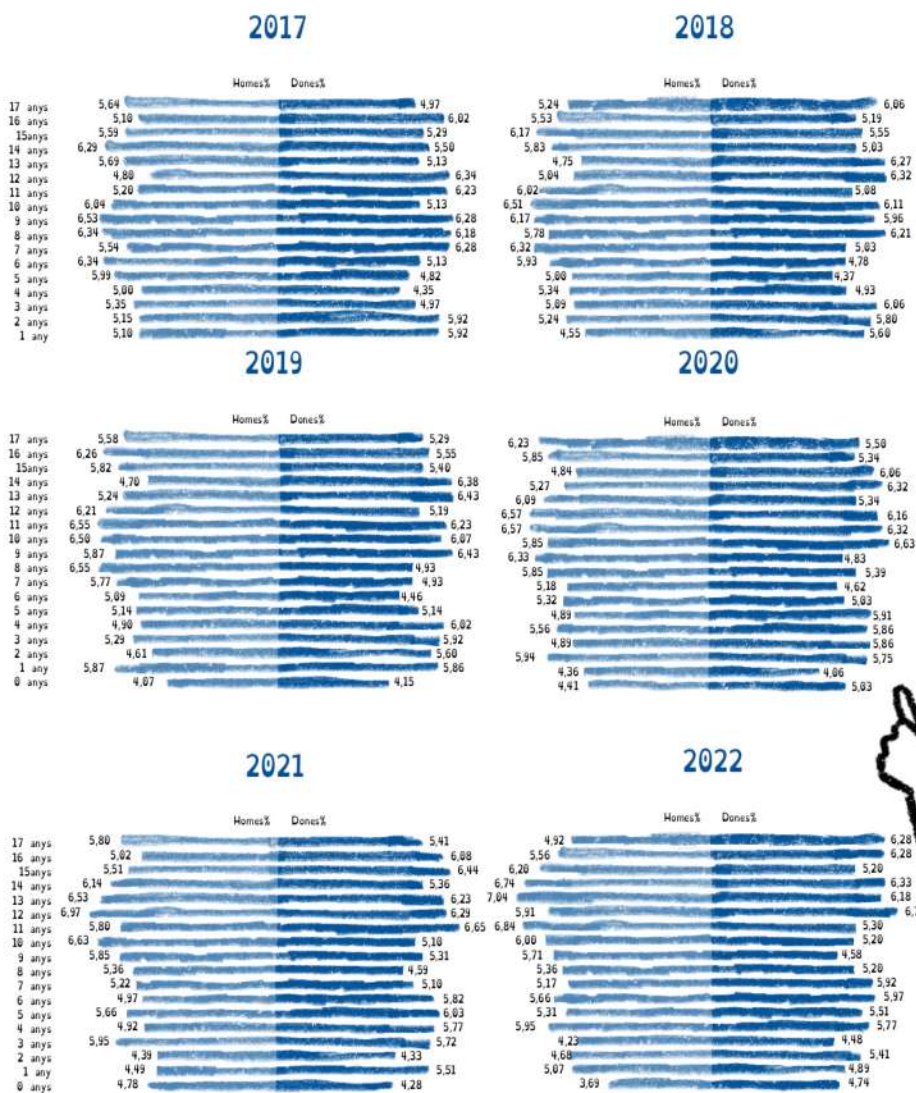 2017
Homes% Dones%
17 anys 5,64 4,97
16 anys 5,10 6,02
15anys 5,59 5,29
14 anys 6,29 5,50
13 anys 5,69 5,13
12 anys 4,80 6,34
11 anys 5,20 6,23
10 anys 6,04 5,13
9 anys 6,53 6,28
8 anys 6,34 6,18
7 anys 5,54 6,28
6 anys 6,34 5,13
5 anys 5,99 4,82
4 anys 5,00 4,35
3 anys 5,35 4,97
2 anys 5,15 5,92
1 any 5,10 5,92
2018
Homes% Dones%
5,24 6,06
5,53 5,19
6,17 5,55
5,83 5,03
4,75 6,27
5,04 6,32
6,02 5,08
6,51 6,11
6,17 5,96
5,78 6,21
6,32 5,03
5,93 4,78
5,00 4,37
5,34 4,93
5,09 6,06
5,24 5,80
4,55 5,60
2019
Homes% Dones%
17 anys 5,58 5,29
16 anys 6,26 5,55
15anys 5,82 5,40
14 anys 4,70 6,38
13 anys 5,24 6,43
12 anys 6,21 5,19
11 anys 6,55 6,23
10 anys 6,50 6,07
9 anys 5,87 6,43
8 anys 6,55 4,93
7 anys 5,77 4,93
6 anys 5,09 4,46
5 anys 5,14 5,14
4 anys 4,90 6,02
3 anys 5,29 5,92
2 anys 4,61 5,60
1 any 5,87 5,86
0 anys 4,07 4,15
2020
Homes% Dones%
6,23 5,50
5,85 5,34
4,84 6,06
5,27 6,32
6,09 5,34
6,57 6,16
6,57 6,32
5,85 6,63
6,33 4,83
5,85 5,39
5,18 4,62
5,32 5,03
4,89 5,91
5,56 5,86
4,89 5,86
5,94 5,75
4,36 4,06
4,41 5,03
2021
Homes% Dones%
17 anys 5,80 5,41
16 anys 5,02 6,08
15anys 5,51 6,44
14 anys 6,14 5,36
13 anys 6,53 6,23
12 anys 6,97 6,29
11 anys 5,80 6,65
10 anys 6,63 5,10
9 anys 5,85 5,31
8 anys 5,36 4,59
7 anys 5,22 5,10
6 anys 4,97 5,82
5 anys 5,66 6,03
4 anys 4,92 5,77
3 anys 5,95 5,72
2 anys 4,39 4,33
1 any 4,49 5,51
0 anys 4,78 4,28
2022
Homes% Dones%
4,92 6,28
5,56 6,28
6,20 5,20
6,74 6,33
7,04 6,18
5,91
6,84 5,30
6,00 5,20
5,71 4,58
5,36 5,20
5,17 5,92
5,66 5,97
5,31 5,51
5,95 5,77
4,23 4,48
4,68 5,41
5,07 4,89
3,69 4,74